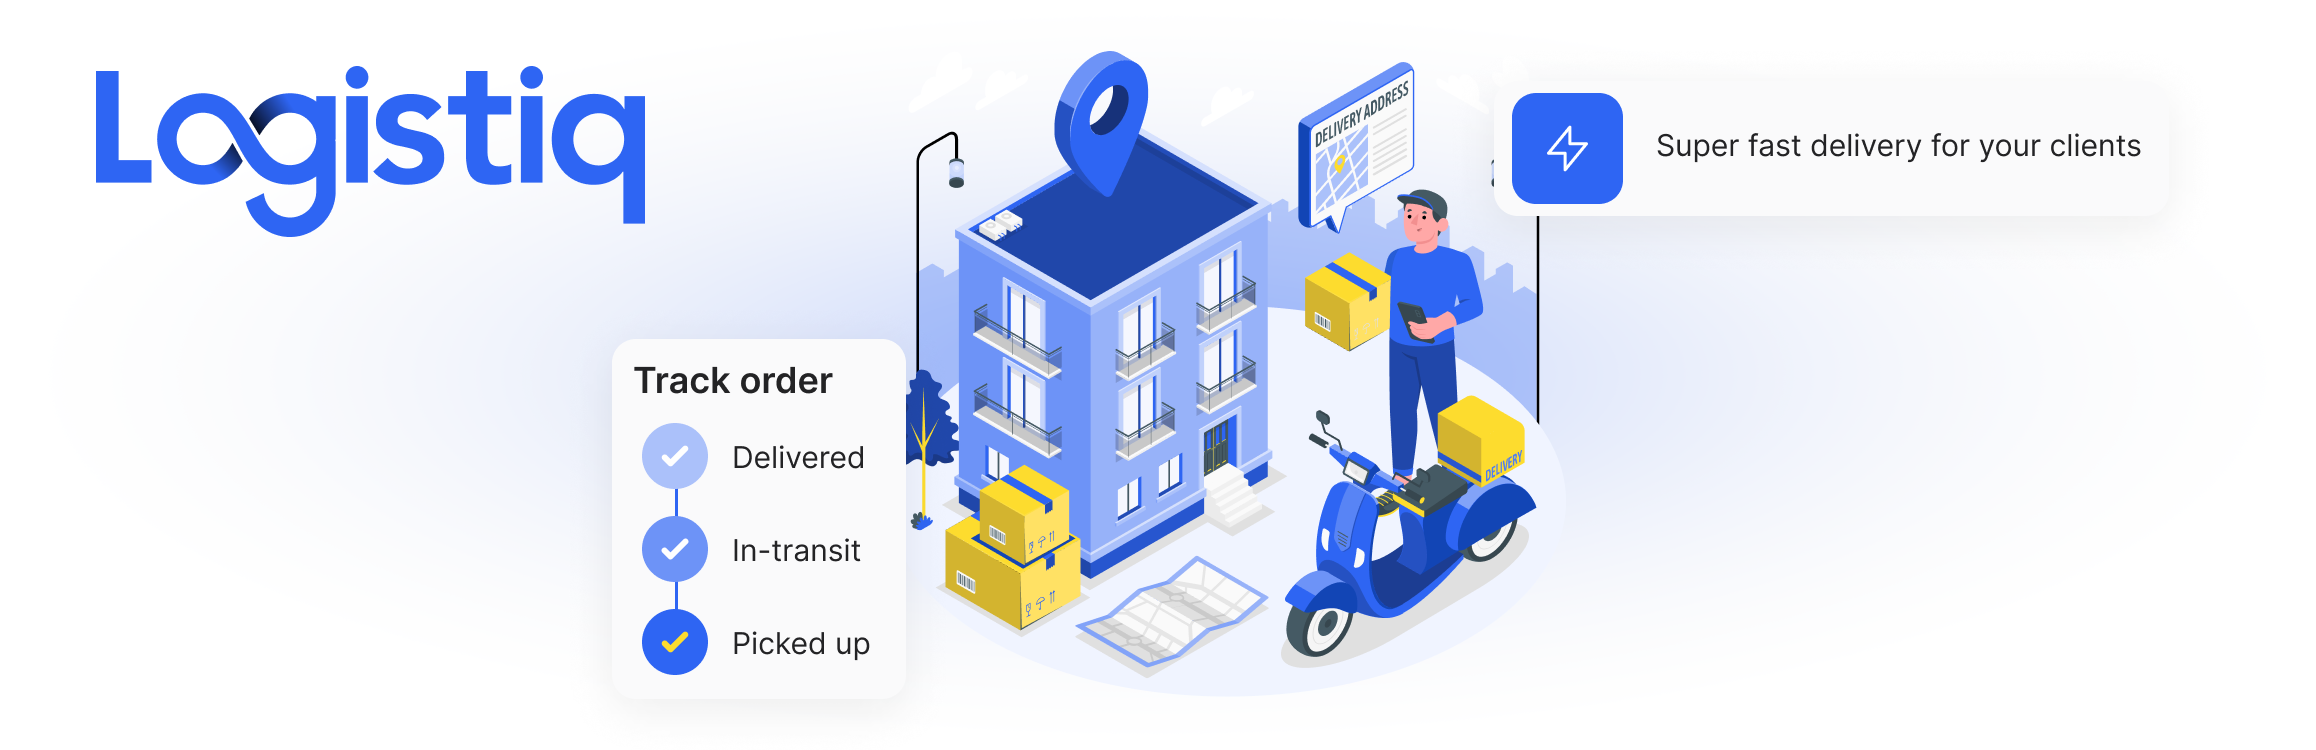 Logistiq
DELIVERY ADDRESS
Super fast delivery for your clients
Track order
Delivered
In-transit
Picked up
DELIVERY